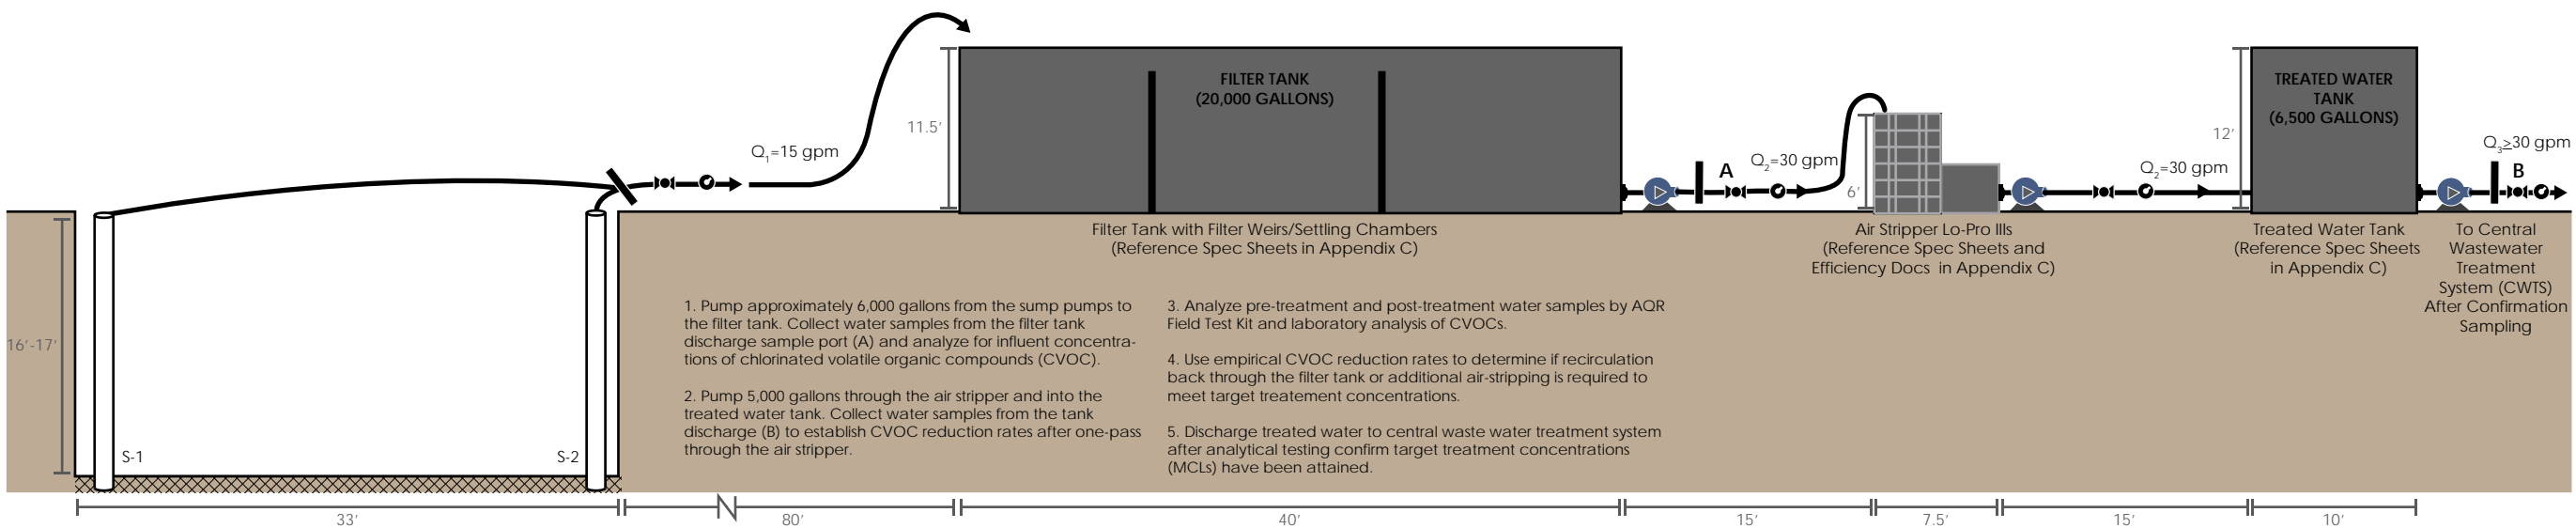 Q1=15 gpm
11.5'
FILTER TANK
(20,000 GALLONS)
A
Q2=30 gpm
6'
Q2=30 gpm
12'
TREATED WATER
TANK
(6,500 GALLONS)
Q3≥30 gpm
B
Filter Tank with Filter Weirs/Settling Chambers
(Reference Spec Sheets in Appendix C)
Air Stripper Lo-Pro IIIs
(Reference Spec Sheets and
Efficiency Docs in Appendix C)
Treated Water Tank
(Reference Spec Sheets
in Appendix C)
To Central
Wastewater
Treatment
System (CWTS)
After Confirmation
Sampling
16'-17'
S-1
S-2
1. Pump approximately 6,000 gallons from the sump pumps to
the filter tank. Collect water samples from the filter tank
discharge sample port (A) and analyze for influent concentra-
tions of chlorinated volatile organic compounds (CVOC).
2. Pump 5,000 gallons through the air stripper and into the
treated water tank. Collect water samples from the tank
discharge (B) to establish CVOC reduction rates after one-pass
through the air stripper.
3. Analyze pre-treatment and post-treatment water samples by AQR
Field Test Kit and laboratory analysis of CVOCs.
4. Use empirical CVOC reduction rates to determine if recirculation
back through the filter tank or additional air-stripping is required to
meet target treatement concentrations.
5. Discharge treated water to central waste water treatment system
after analytical testing confirm target treatment concentrations
(MCLs) have been attained.
33'
80'
40'
15'
7.5'
15'
10'